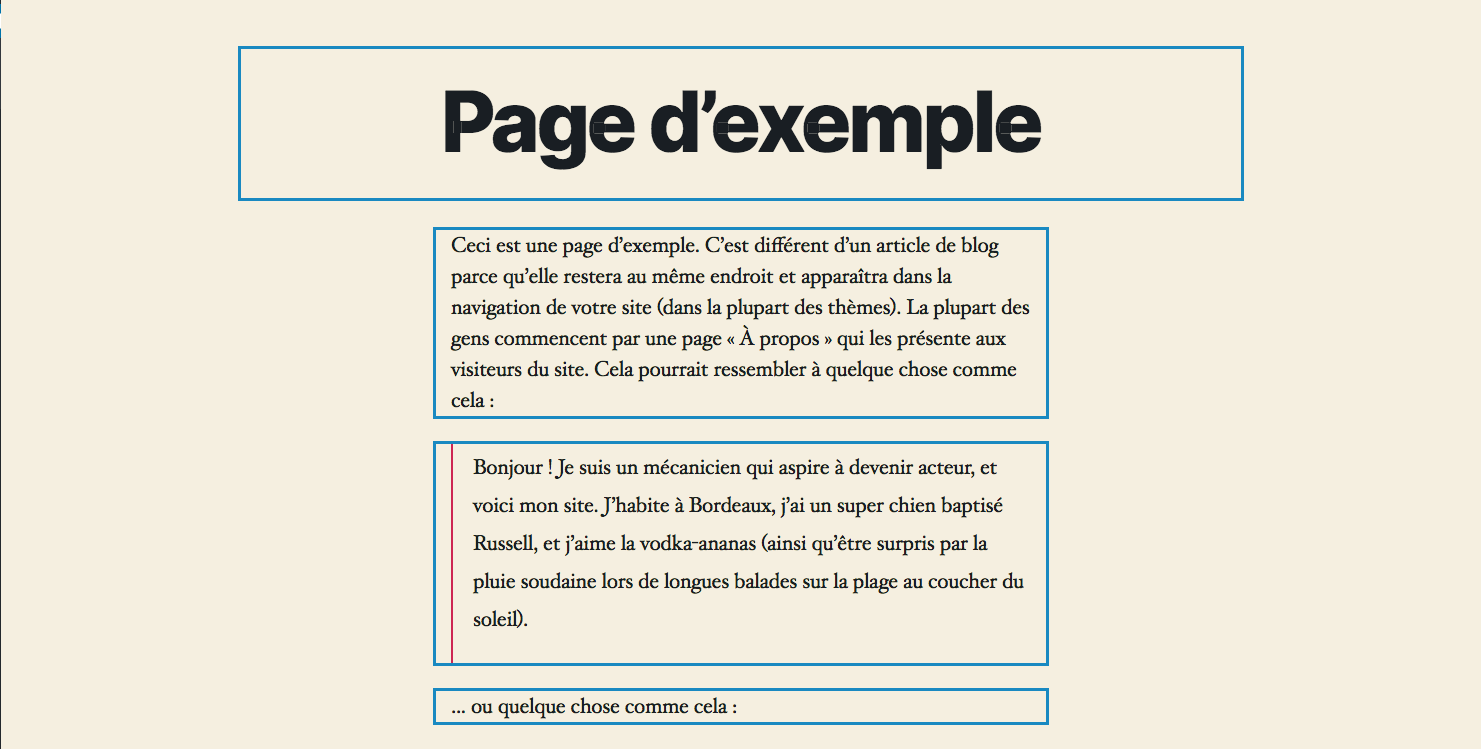 Page d’exemple
Ceci est une page d’exemple. C’est différent d’un article de blog
parce qu’elle restera au même endroit et apparaîtra dans la
navigation de votre site (dans la plupart des thèmes). La plupart des
gens commencent par une page « À propos » qui les présente aux
visiteurs du site. Cela pourrait ressembler à quelque chose comme
cela :
Bonjour ! Je suis un mécanicien qui aspire à devenir acteur, et
voici mon site. J’habite à Bordeaux, j’ai un super chien baptisé
Russell, et j’aime la vodka-ananas (ainsi qu’être surpris par la
pluie soudaine lors de longues balades sur la plage au coucher du
soleil).
… ou quelque chose comme cela :